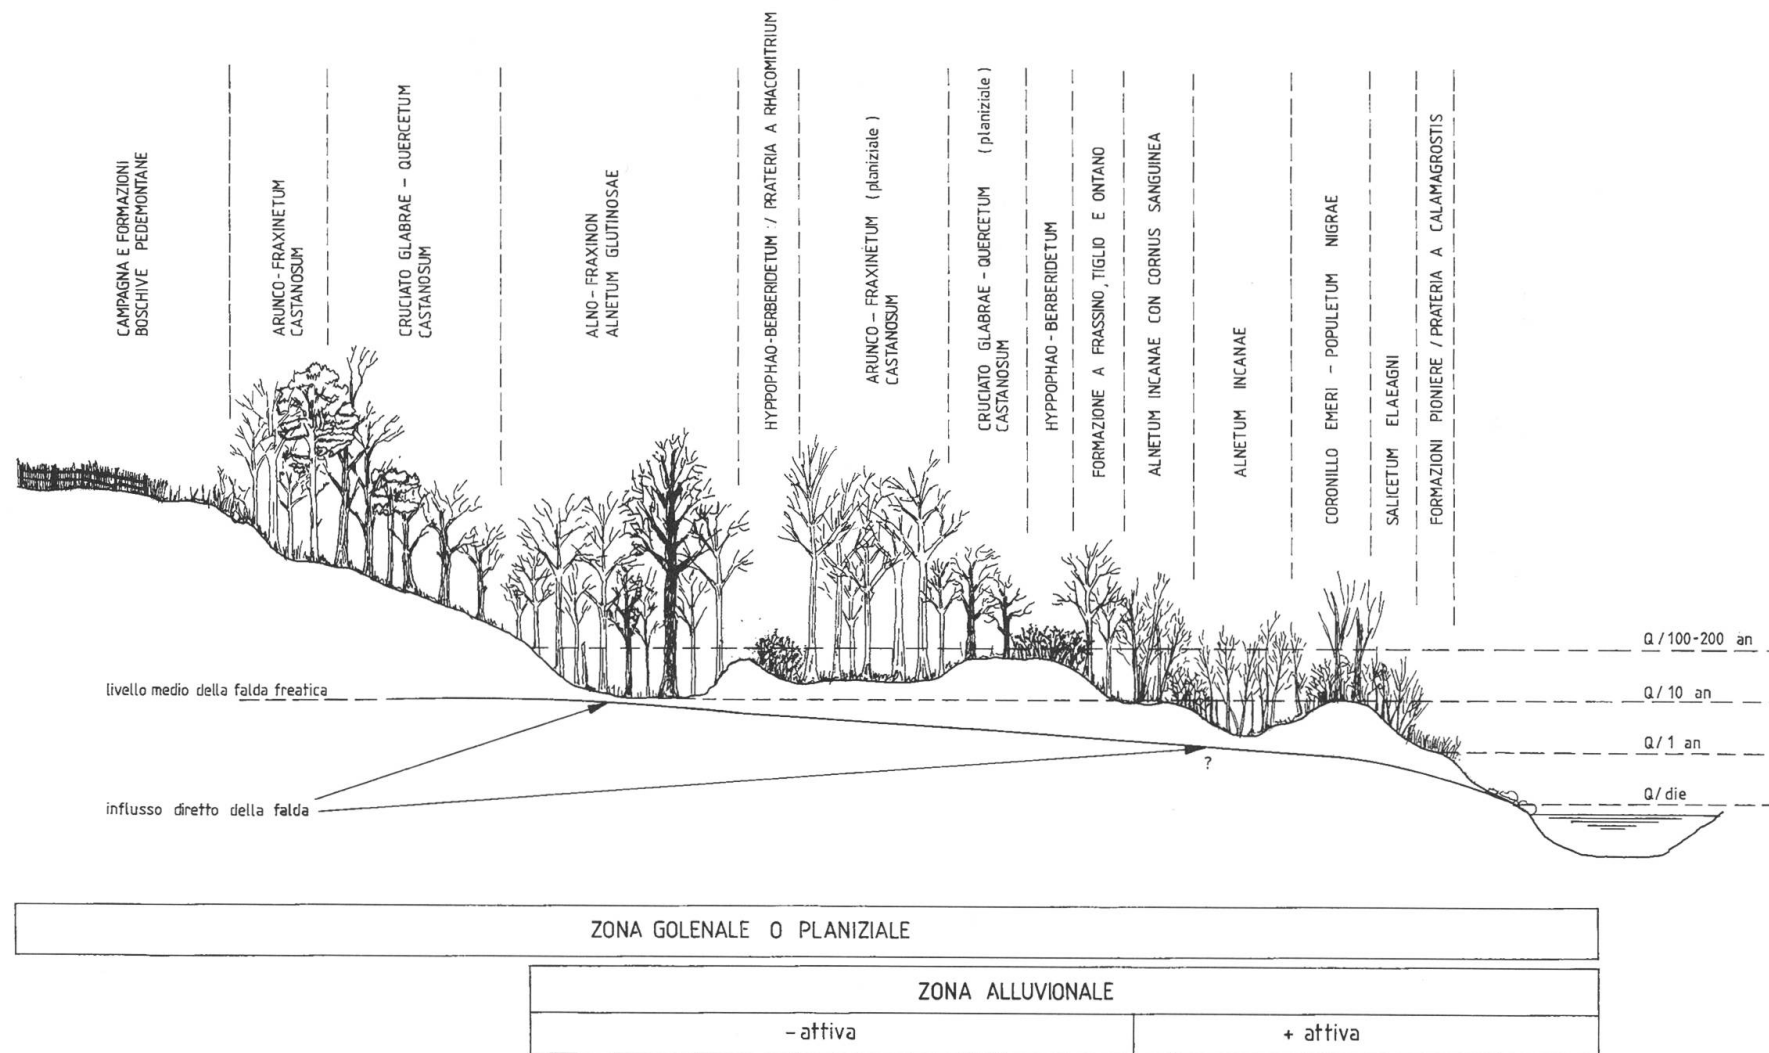 CAMPAGNA E FORMAZIONI
BOSCHIVE PEDEMONTANE
ARUNCO-FRAXINETUM
CASTANOSUM
CRUCIATO GLABRAE - QUERCETUM
CASTANOSUM
ALNO-FRAXINON
ALNETUM GLUTINOSAE
HYPPOPHAO-BERBERIDETUM / PRATERIA A RHACOMITRIUM
ARUNCO-FRAXINETUM (planiziale)
CASTANOSUM
CRUCIATO GLABRAE - QUERCETUM (planiziale)
CASTANOSUM
HYPPOPHAO-BERBERIDETUM
FORMAZIONE A FRASSINO, TIGLIO E ONTANO
ALNETUM INCANAE CON CORNUS SANGUINEA
ALNETUM INCANAE
CORONILLO EMERI - POPULETUM NIGRAE
SALICETUM ELAEAGNI
FORMAZIONI PIONIERE / PRATERIA A CALAMAGROSTIS
Q/100-200 an
livello medio della falda freatica
Q/10 an
Q/1 an
?
Q/die
influsso diretto della falda
ZONA GOLENALE O PLANIZIALE
ZONA ALLUVIONALE
- attiva
+ attiva